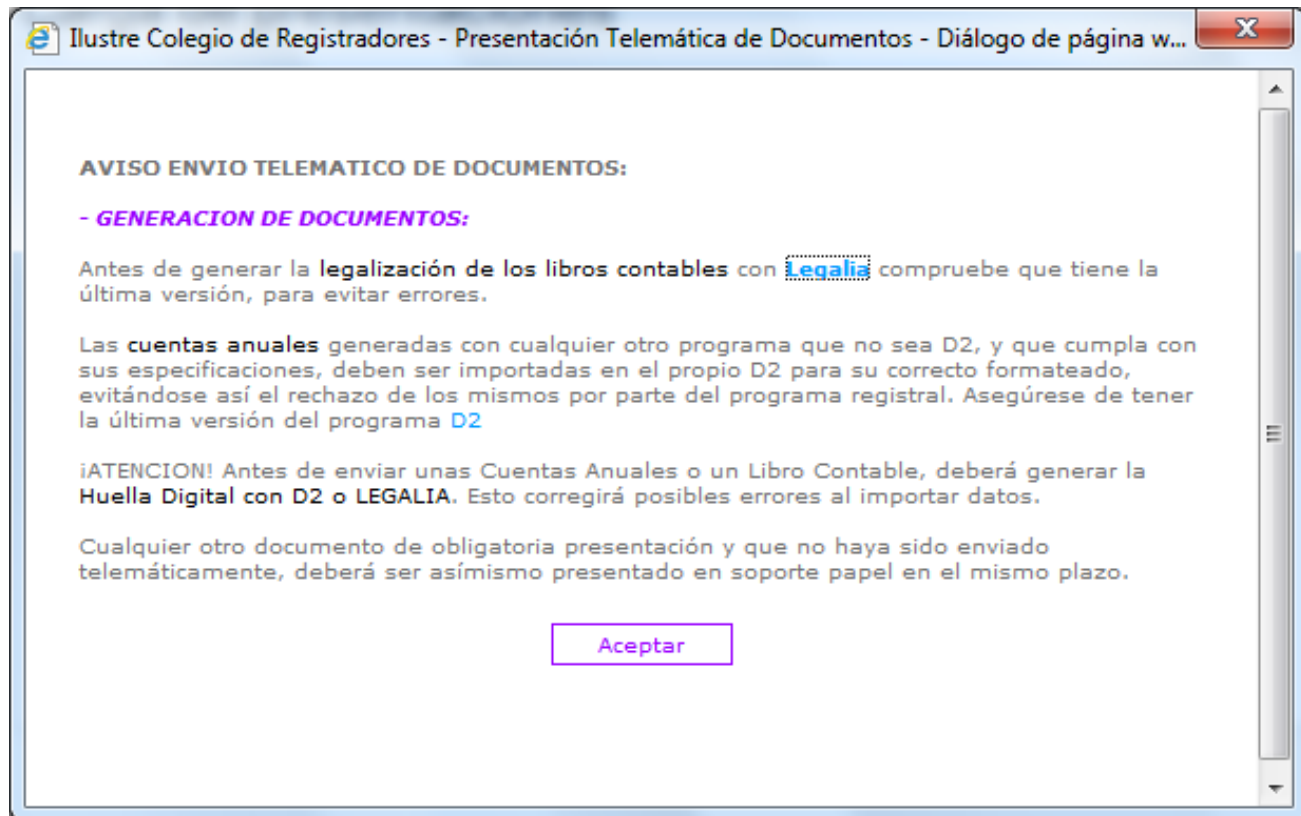 Ilustre Colegio de Registradores - Presentación Telemática de Documentos - Diálogo de página w...
AVISO ENVIO TELEMATICO DE DOCUMENTOS:
- GENERACION DE DOCUMENTOS:
Antes de generar la legalización de los libros contables con Legalia compruebe que tiene la
última versión, para evitar errores.
Las cuentas anuales generadas con cualquier otro programa que no sea D2, y que cumpla con
sus especificaciones, deben ser importadas en el propio D2 para su correcto formateado,
evitándose así el rechazo de los mismos por parte del programa registral. Asegúrese de tener
la última versión del programa D2
¡ATENCION! Antes de enviar unas Cuentas Anuales o un Libro Contable, deberá generar la
Huella Digital con D2 o LEGALIA. Esto corregirá posibles errores al importar datos.
Cualquier otro documento de obligatoria presentación y que no haya sido enviado
telemáticamente, deberá ser asímismo presentado en soporte papel en el mismo plazo.
Aceptar